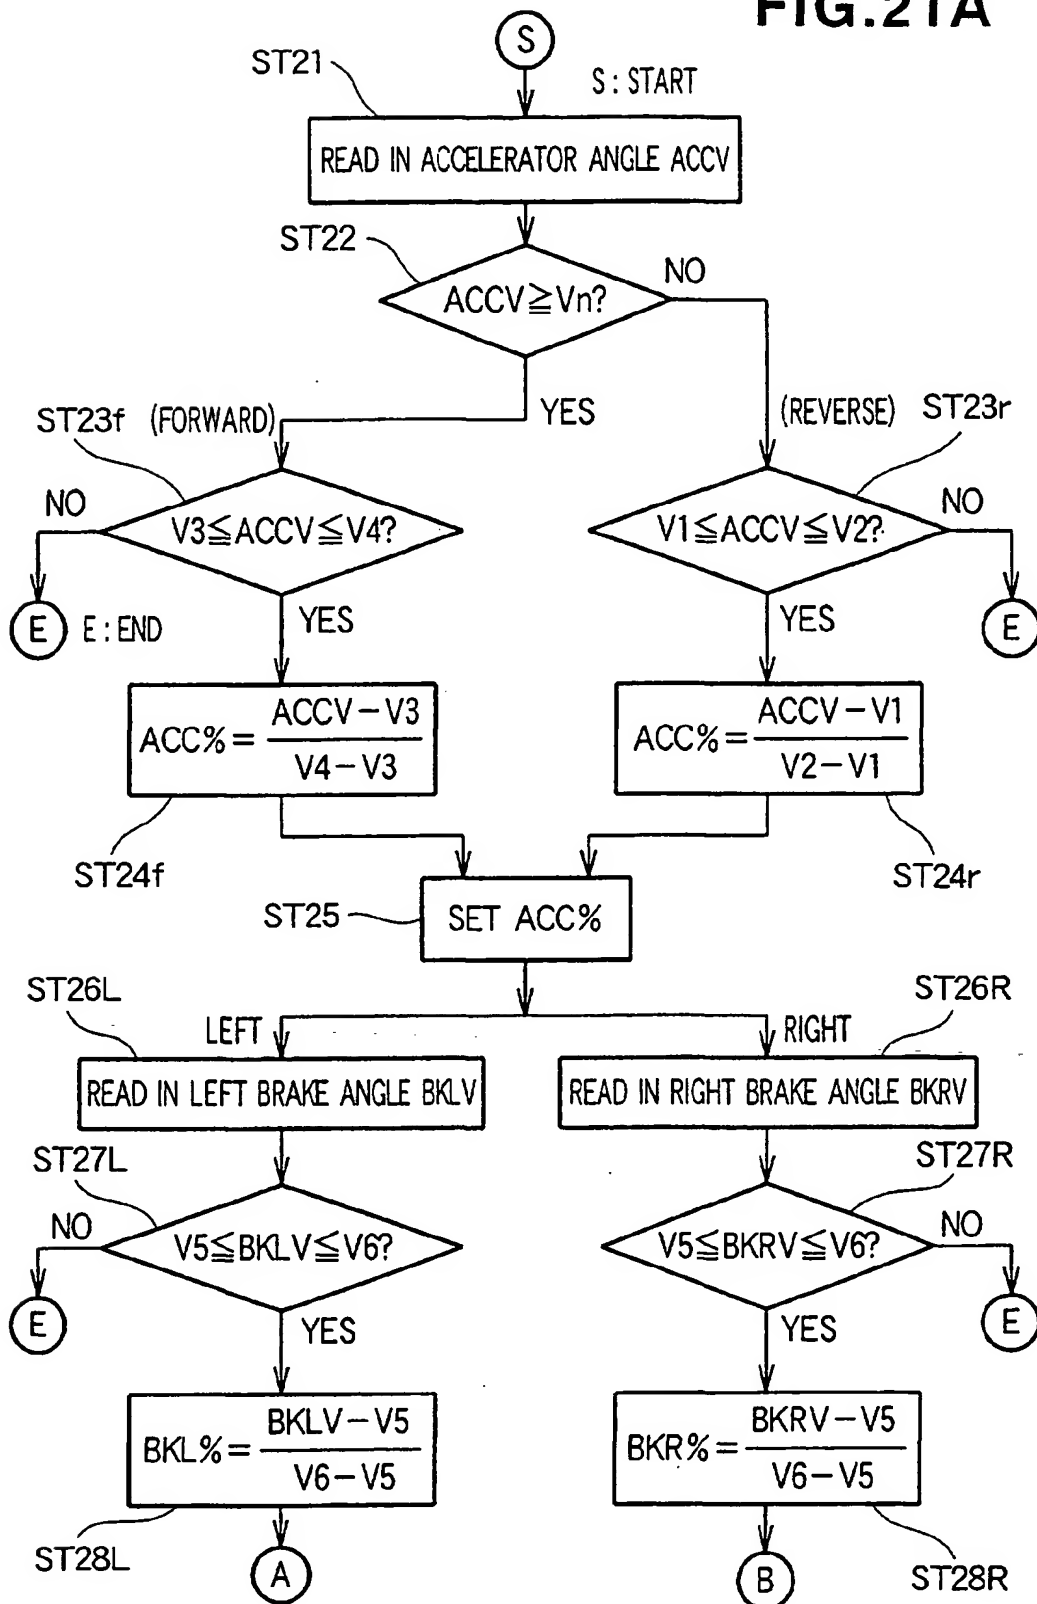 FIG.21A
S
ST21
S : START
READ IN ACCELERATOR ANGLE ACCV
ST22
ACCV≧Vn?
NO
YES
ST23f (FORWARD)
(REVERSE) ST23r
NO
V3≦ACCV≦V4?
V1≦ACCV≦V2?
NO
E
E : END
YES
YES
E
ACC% = ACCV−V3
V4−V3
ACC% = ACCV−V1
V2−V1
ST24f
ST24r
ST25
SET ACC%
ST26L
ST26R
LEFT
RIGHT
READ IN LEFT BRAKE ANGLE BKLV
READ IN RIGHT BRAKE ANGLE BKRV
ST27L
ST27R
NO
V5≦BKLV≦V6?
V5≦BKRV≦V6?
NO
E
YES
YES
E
BKL% = BKLV−V5
V6−V5
BKR% = BKRV−V5
V6−V5
ST28L
A
B
ST28R